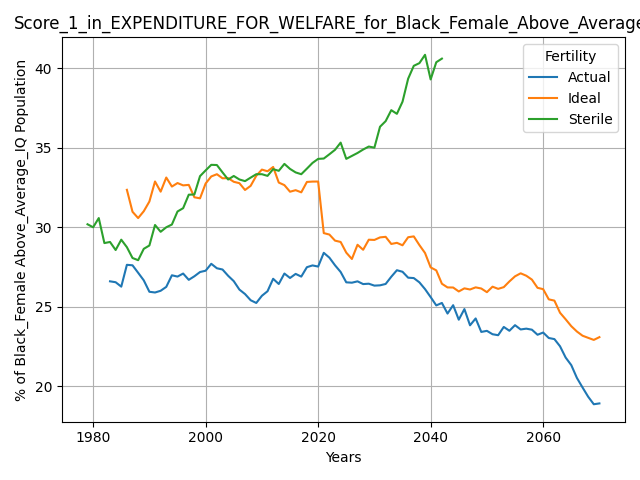 Score_1_in_EXPENDITURE_FOR_WELFARE_for_Black_Female_Above_Average
% of Black_Female Above_Average_IQ Population
40
35
30
25
20
1980
2000
2020
2040
2060
Years
Fertility
Actual
Ideal
Sterile